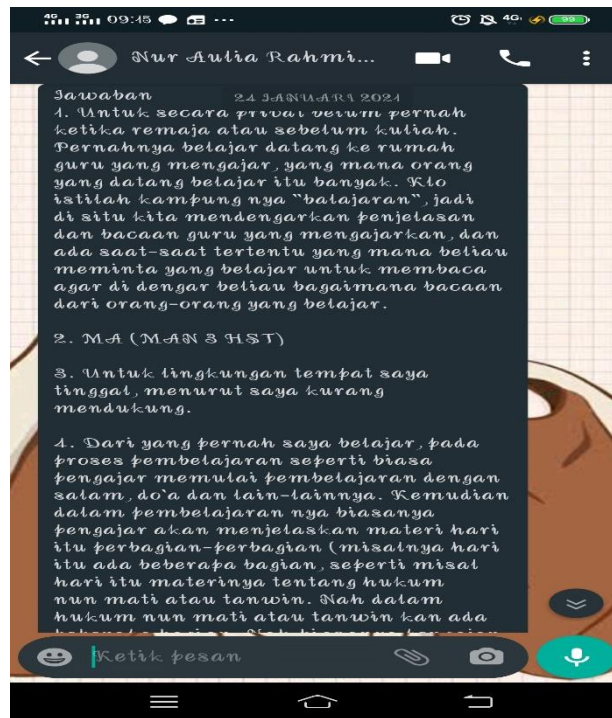 4G 3G 09:45 ... 4G 99
Nur Aulia Rahmi...
24 JANUARI 2021
Jawaban
1. Untuk secara privat belum pernah
ketika remaja atau sebelum kuliah.
Pernahnya belajar datang ke rumah
guru yang mengajar, yang mana orang
yang datang belajar itu banyak. Klo
istilah kampung nya "balajaran", jadi
di situ kita mendengarkan penjelasan
dan bacaan guru yang mengajarkan, dan
ada saat-saat tertentu yang mana beliau
meminta yang belajar untuk membaca
agar di dengar beliau bagaimana bacaan
dari orang-orang yang belajar.
2. MA (MAN 3 HST)
3. Untuk lingkungan tempat saya
tinggal, menurut saya kurang
mendukung.
4. Dari yang pernah saya belajar, pada
proses pembelajaran seperti biasa
pengajar memulai pembelajaran dengan
salam, do'a dan lain-lainnya. Kemudian
dalam pembelajaran nya biasanya
pengajar akan menjelaskan materi hari
itu perbagian-perbagian (misalnya hari
itu ada beberapa bagian, seperti misal
hari itu materinya tentang hukum
nun mati atau tanwin. Nah dalam
hukum nun mati atau tanwin kan ada
Ketik pesan